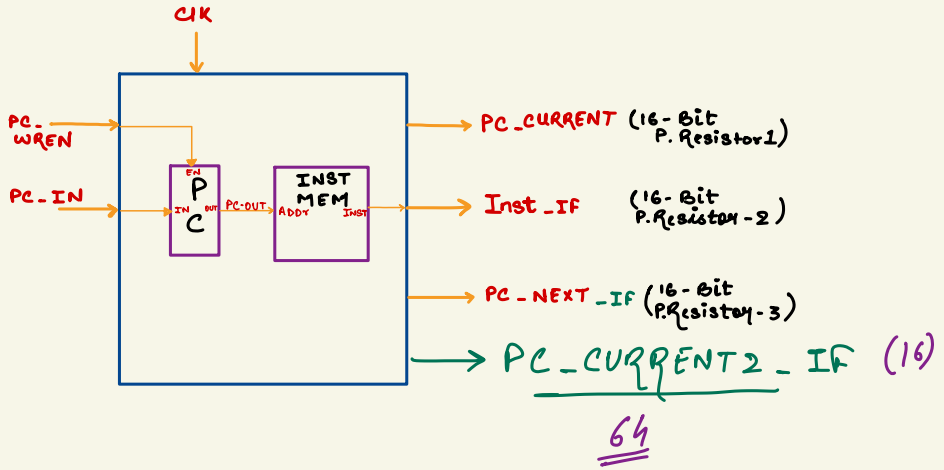 CLK
PC_
WREN
PC_IN
EN
P
C
IN
OUT
PC-OUT
INST
MEM
ADDr
INST
PC_CURRENT (16-Bit
P. Resistor1)
Inst_IF (16-Bit
P.Resistor-2)
PC_NEXT_IF (16-Bit
P.Resistor-3)
PC_CURRENT2_IF (16)
64